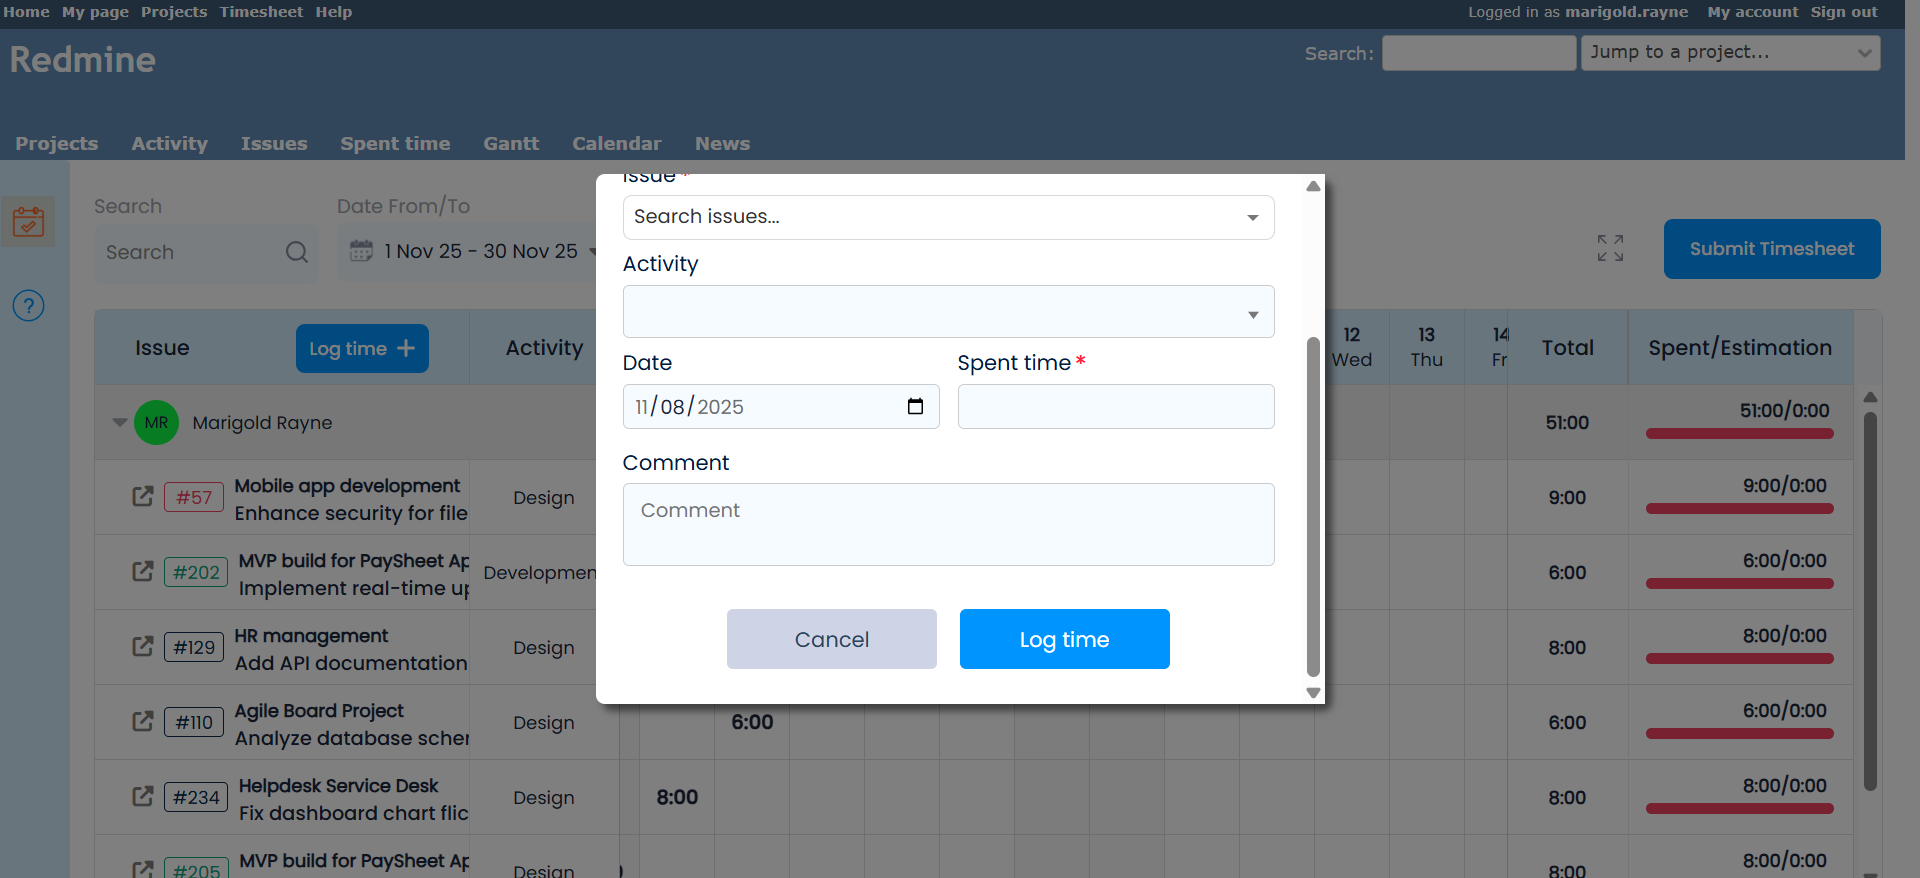 Home My page Projects Timesheet Help
Logged in as marigold.rayne My account Sign out
Redmine
Search:
Jump to a project...
Projects Activity Issues Spent time Gantt Calendar News
Search
Date From/To
Search
1 Nov 25 - 30 Nov 25
Submit Timesheet
Issue *
Search issues...
Activity
Date
Spent time *
11/08/2025
Comment
Comment
Cancel
Log time
Issue
Log time +
Activity
12 Wed
13 Thu
14 Fr
Total
Spent/Estimation
MR Marigold Rayne
51:00
51:00/0:00
#57
Mobile app development
Enhance security for file
Design
9:00
9:00/0:00
#202
MVP build for PaySheet Ap
Implement real-time up
Developmen
6:00
6:00/0:00
#129
HR management
Add API documentation
Design
8:00
8:00/0:00
#110
Agile Board Project
Analyze database scher
Design
6:00
6:00
6:00/0:00
#234
Helpdesk Service Desk
Fix dashboard chart flic
Design
8:00
8:00
8:00/0:00
#205
MVP build for PaySheet Ap
Design
8:00
8:00/0:00